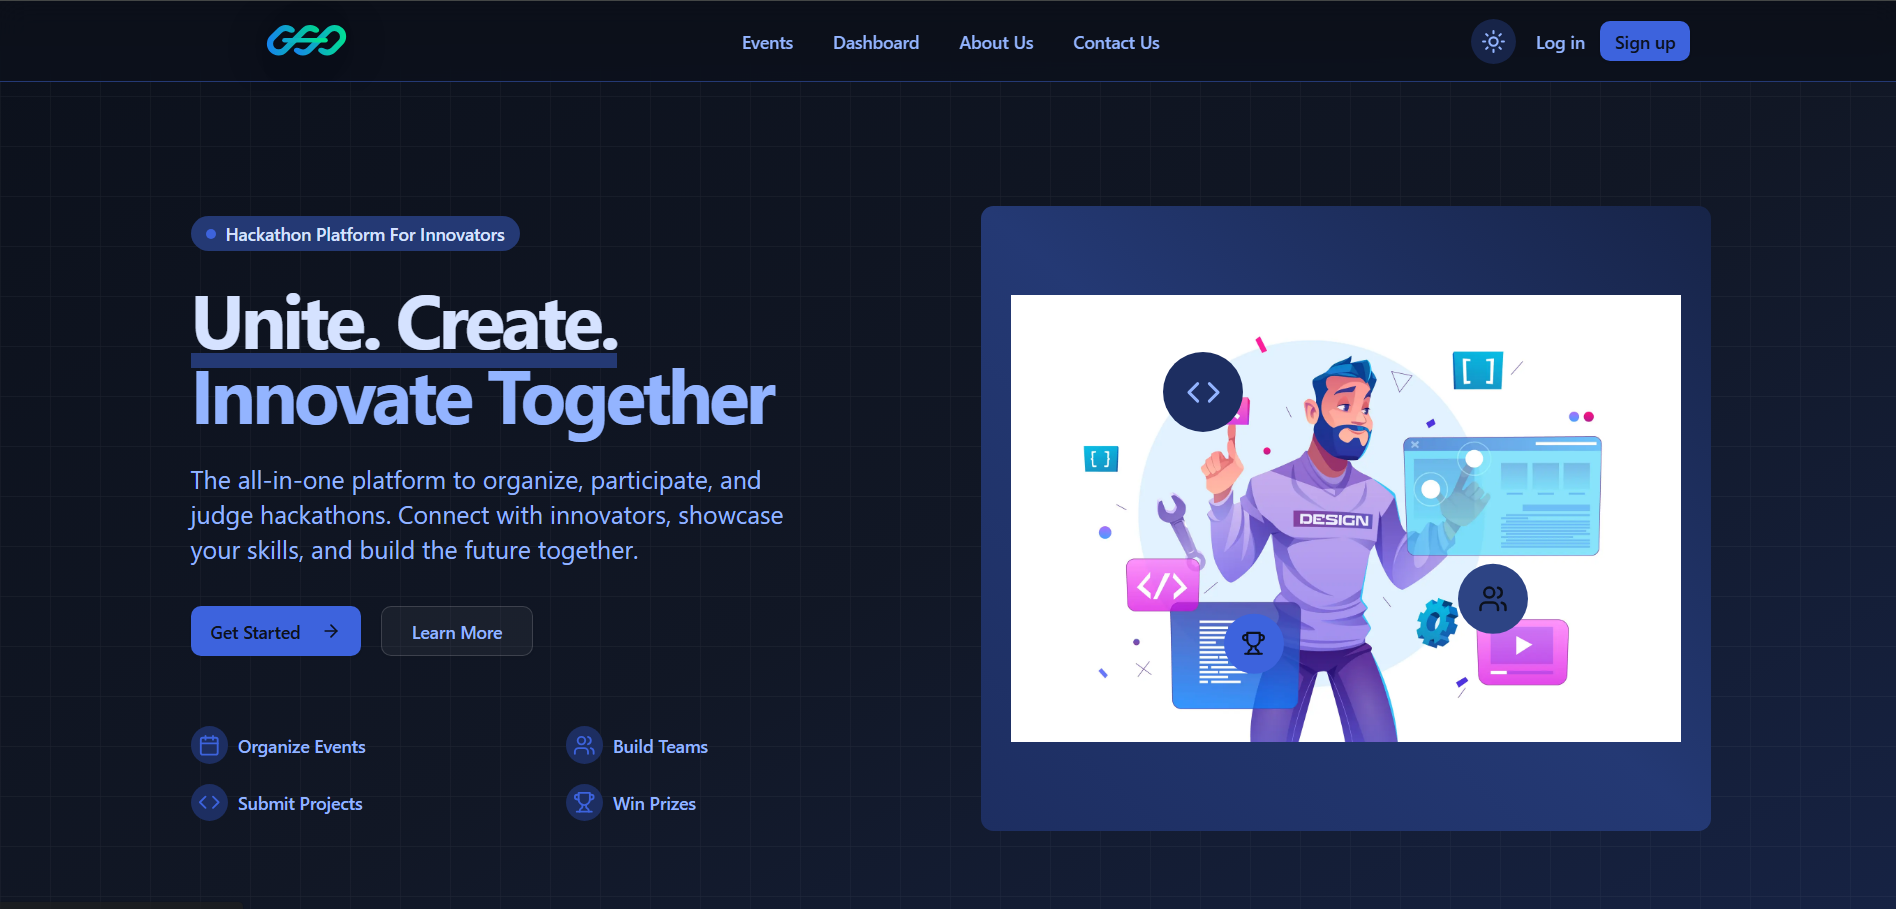 Events
Dashboard
About Us
Contact Us
Log in
Sign up
Hackathon Platform For Innovators
Unite. Create.
Innovate Together
The all-in-one platform to organize, participate, and
judge hackathons. Connect with innovators, showcase
your skills, and build the future together.
Get Started
Learn More
Organize Events
Build Teams
Submit Projects
Win Prizes
[ ]
{ }
DESIGN
</>